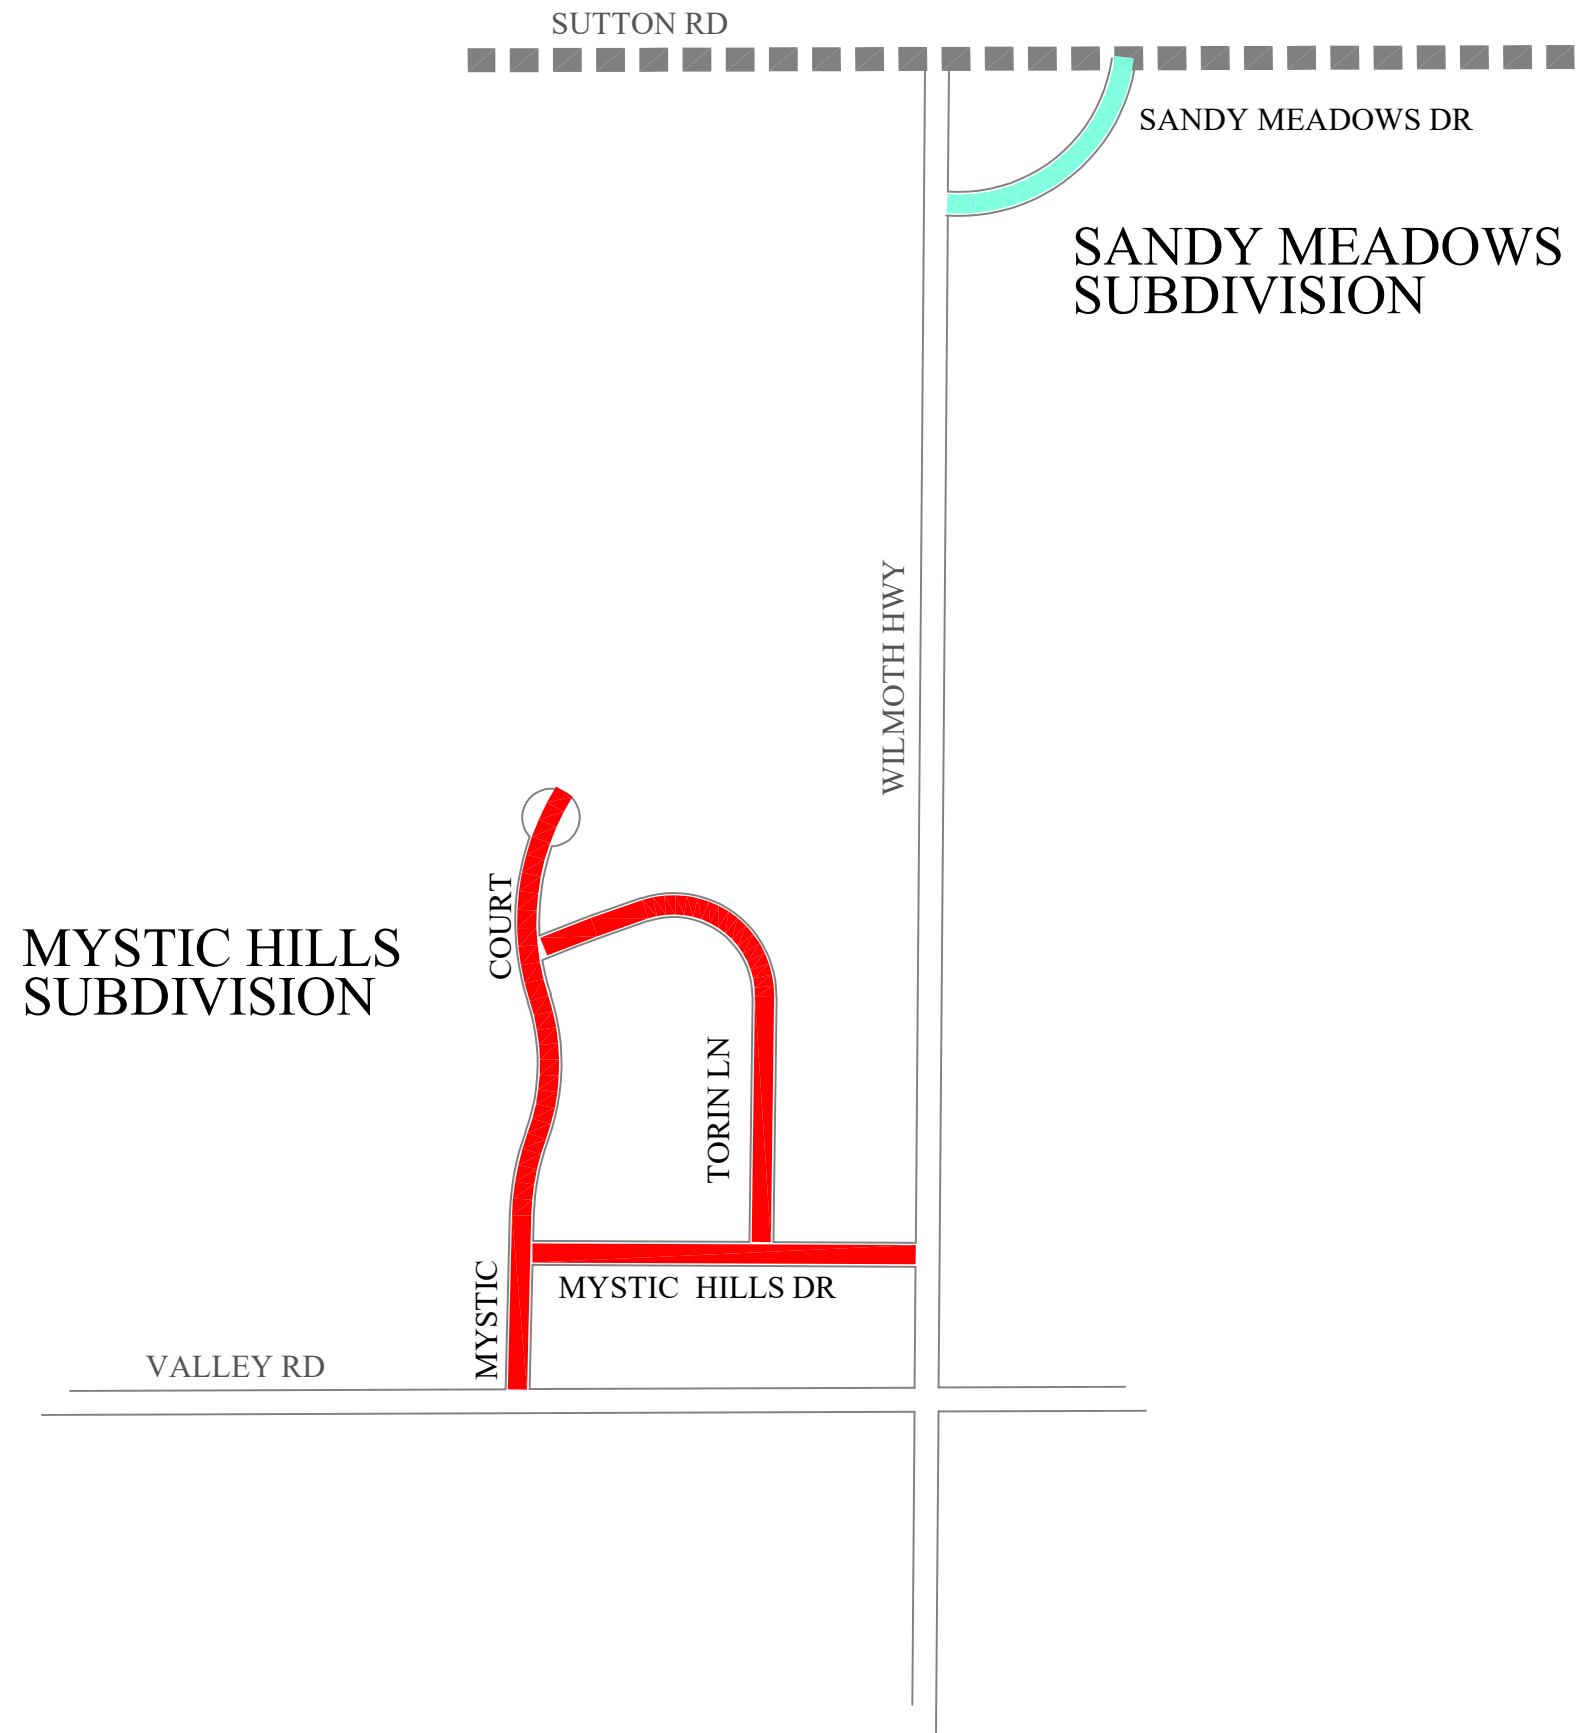 SUTTON RD
SANDY MEADOWS DR
SANDY MEADOWS
SUBDIVISION
WILMOTH HWY
COURT
MYSTIC HILLS
SUBDIVISION
TORIN LN
MYSTIC
MYSTIC HILLS DR
VALLEY RD